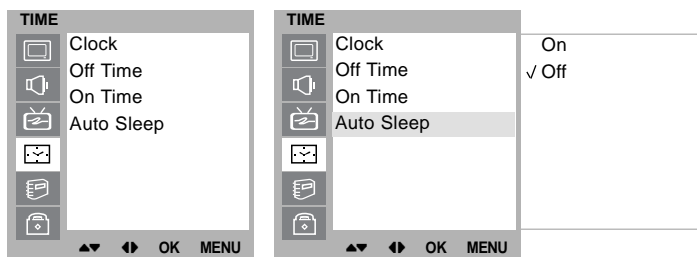 TIME
Clock
Off Time
On Time
Auto Sleep
▲▼ ◀▶ OK MENU
TIME
Clock
Off Time
On Time
Auto Sleep
▲▼ ◀▶ OK MENU
On
√ Off